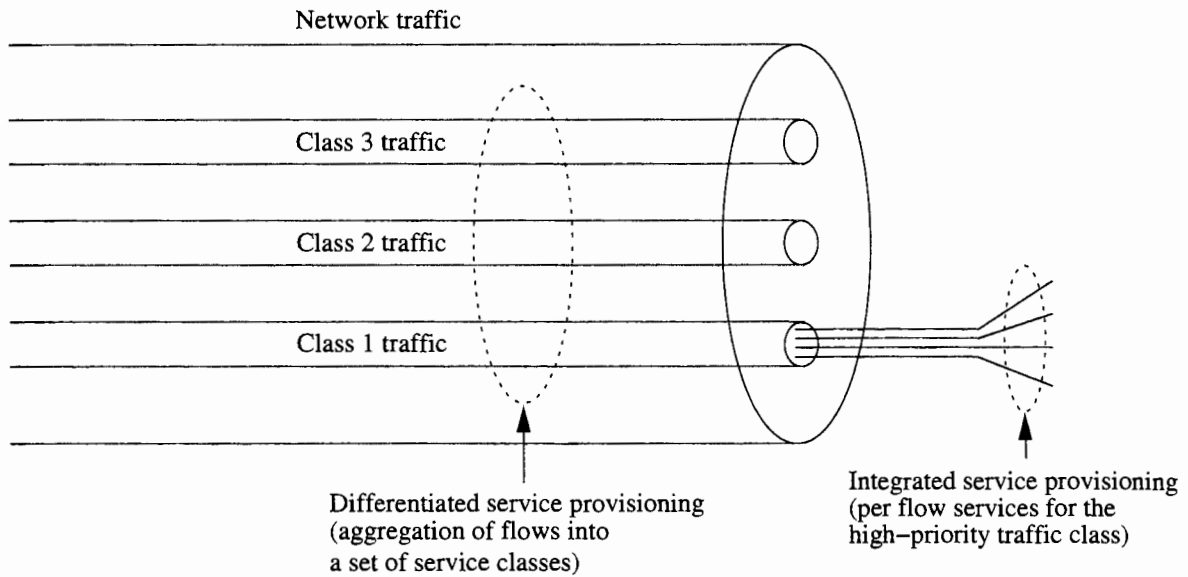 Network traffic
Class 3 traffic
Class 2 traffic
Class 1 traffic
Differentiated service provisioning
(aggregation of flows into
a set of service classes)
Integrated service provisioning
(per flow services for the
high−priority traffic class)